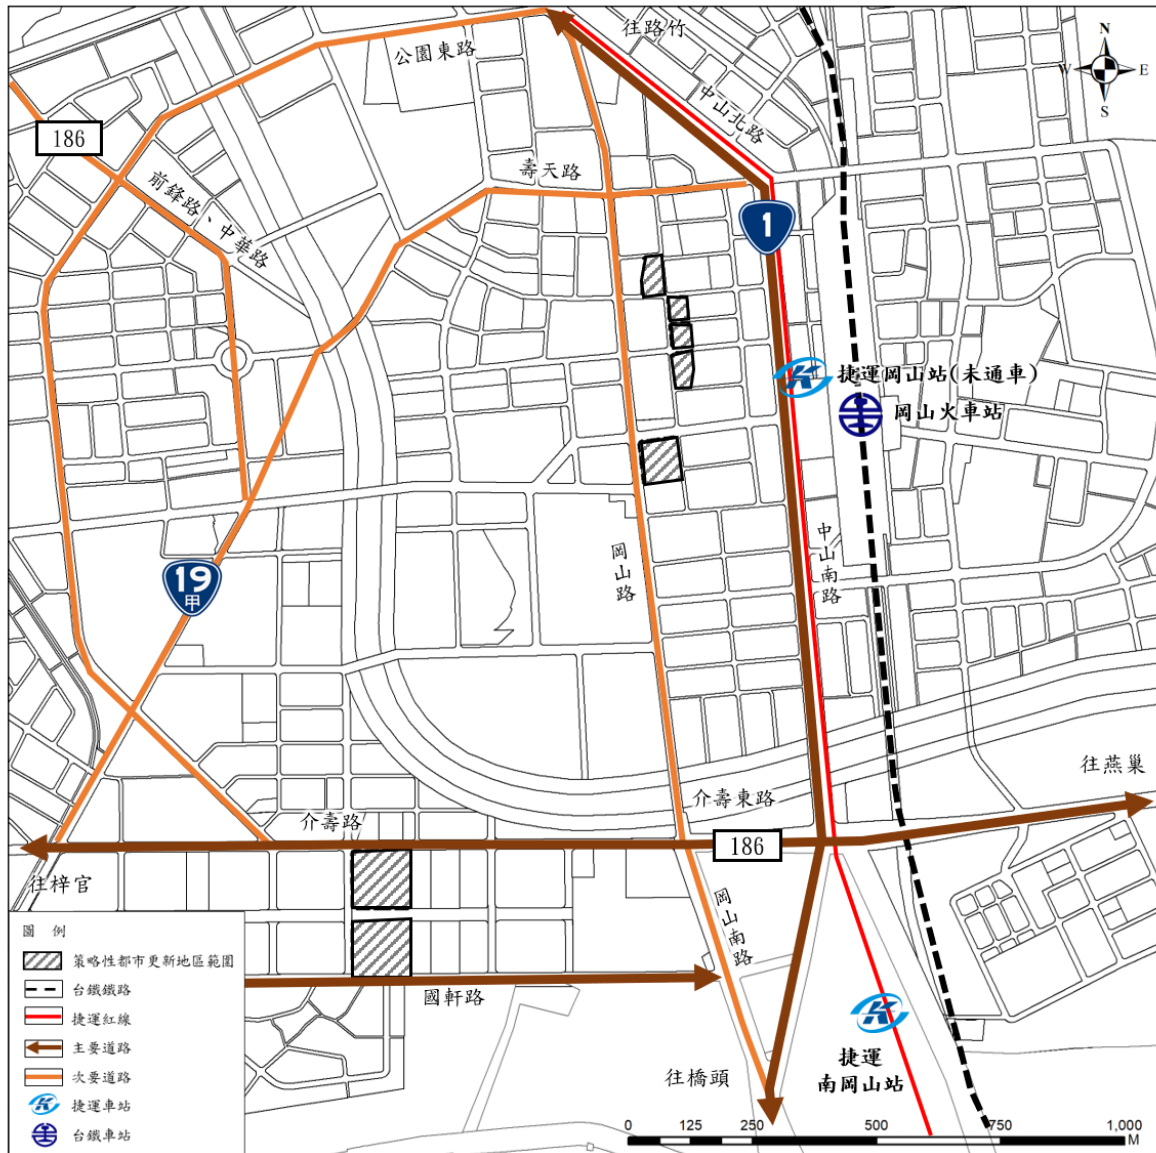 往路竹
N
W
E
S
公園東路
中山北路
186
前鋒路、中華路
壽天路
1
捷運岡山站(未通車)
岡山火車站
岡山路
中山南路
19
甲
往燕巢
介壽路
介壽東路
186
往梓官
岡山南路
圖 例
策略性都市更新地區範圍
台鐵鐵路
捷運紅線
主要道路
次要道路
捷運車站
台鐵車站
國軒路
捷運
南岡山站
往橋頭
0 125 250 500 750 1,000
M